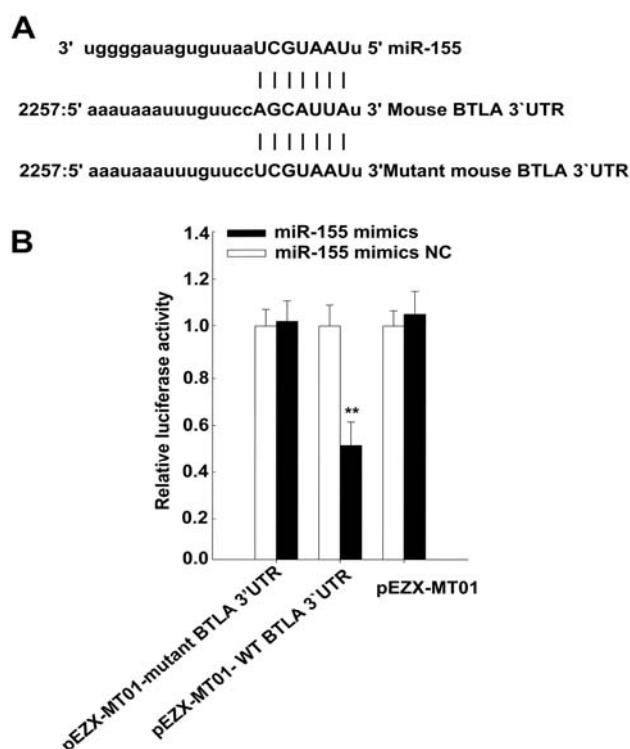 A
3' uggggauaguguuaaUCGUAAUu 5' miR-155
2257:5' aaauaaauuuguuccAGCAUUAu 3' Mouse BTLA 3`UTR
2257:5' aaauaaauuuguuccUCGUAAUu 3'Mutant mouse BTLA 3`UTR
B
miR-155 mimics
miR-155 mimics NC
Relative luciferase activity
1.4
1.2
1.0
0.8
0.6
0.4
0.2
0.0
**
pEZX-MT01-mutant BTLA 3'UTR
pEZX-MT01- WT BTLA 3`UTR
pEZX-MT01